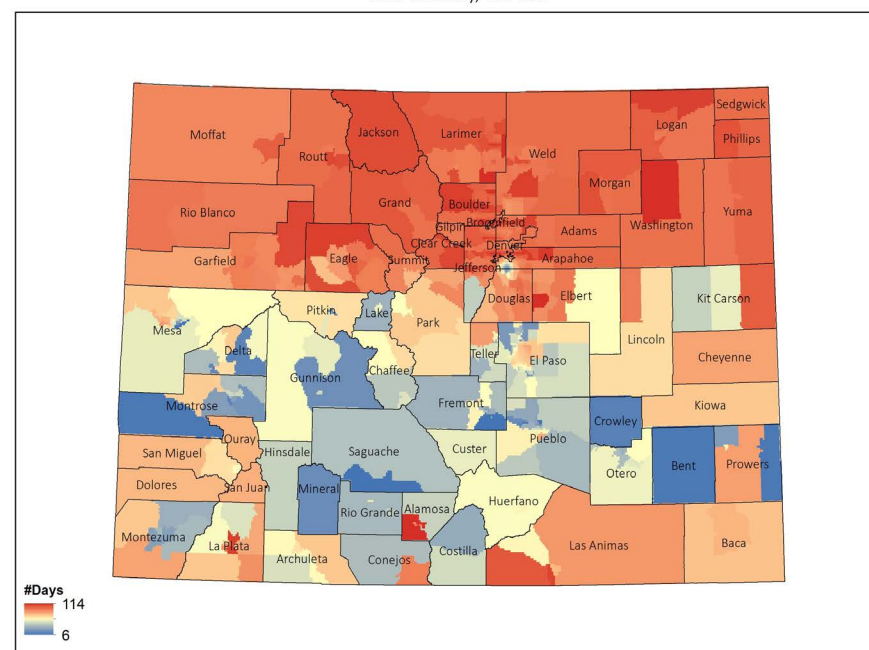 Moffat
Routt
Jackson
Larimer
Weld
Logan
Sedgwick
Phillips
Rio Blanco
Grand
Boulder
Gilpin
Broomfield
Morgan
Washington
Yuma
Garfield
Eagle
Summit
Clear Creek
Denver
Jefferson
Adams
Arapahoe
Douglas
Elbert
Kit Carson
Mesa
Pitkin
Lake
Park
Lincoln
Delta
Gunnison
Chaffee
Teller
El Paso
Cheyenne
Montrose
Fremont
Crowley
Kiowa
Ouray
San Miguel
Hinsdale
Saguache
Custer
Pueblo
Otero
Bent
Prowers
Dolores
San Juan
Mineral
Rio Grande
Alamosa
Huerfano
Montezuma
La Plata
Archuleta
Conejos
Costilla
Las Animas
Baca
#Days
114
6